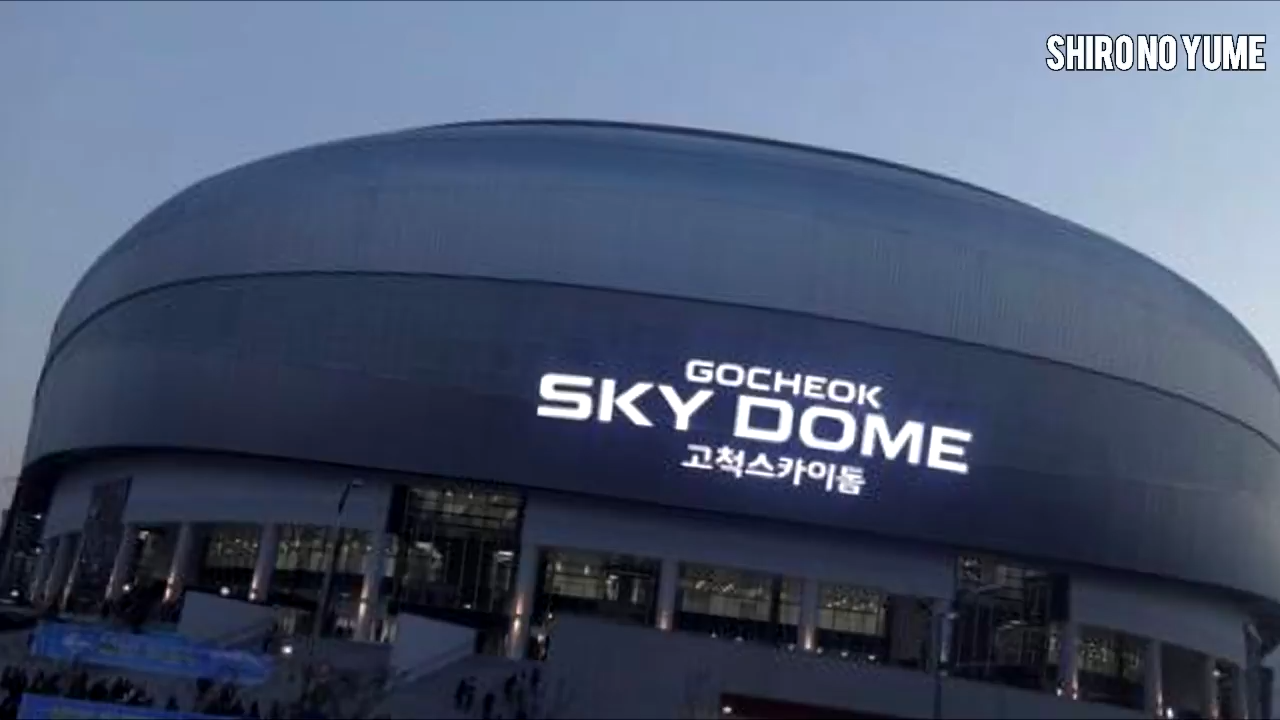 SHIRO NO YUME
GOCHEOK
SKY DOME
고척스카이돔